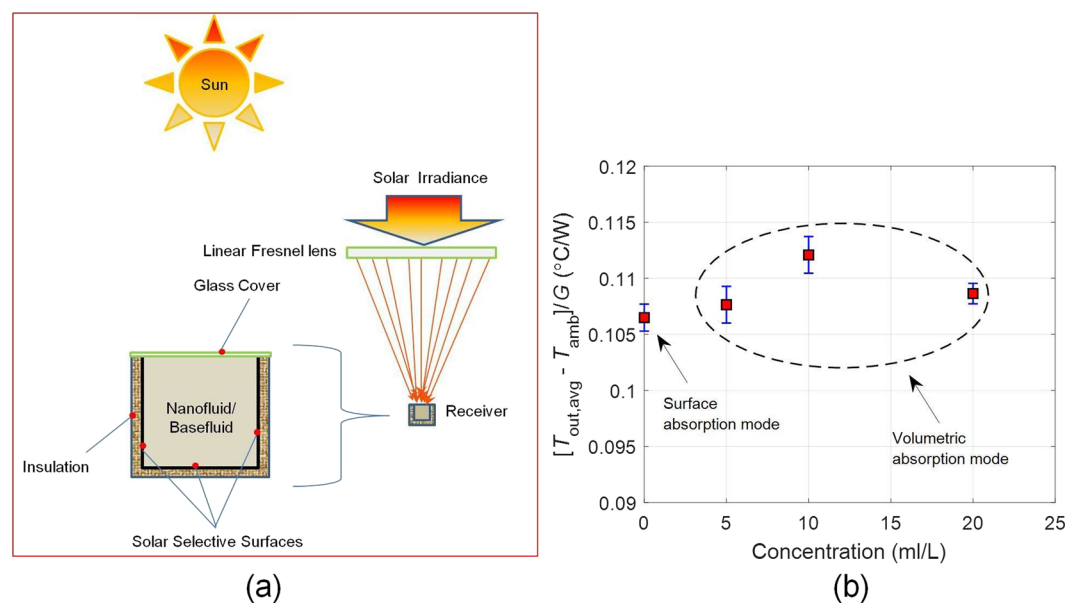 Sun
Solar Irradiance
Linear Fresnel lens
Glass Cover
Nanofluid/
Basefluid
Receiver
Insulation
Solar Selective Surfaces
(a)
[T_out,avg - T_amb]/G (°C/W)
0.12
0.115
0.11
0.105
0.1
0.095
0.09
Surface
absorption mode
Volumetric
absorption mode
0
5
10
15
20
25
Concentration (ml/L)
(b)